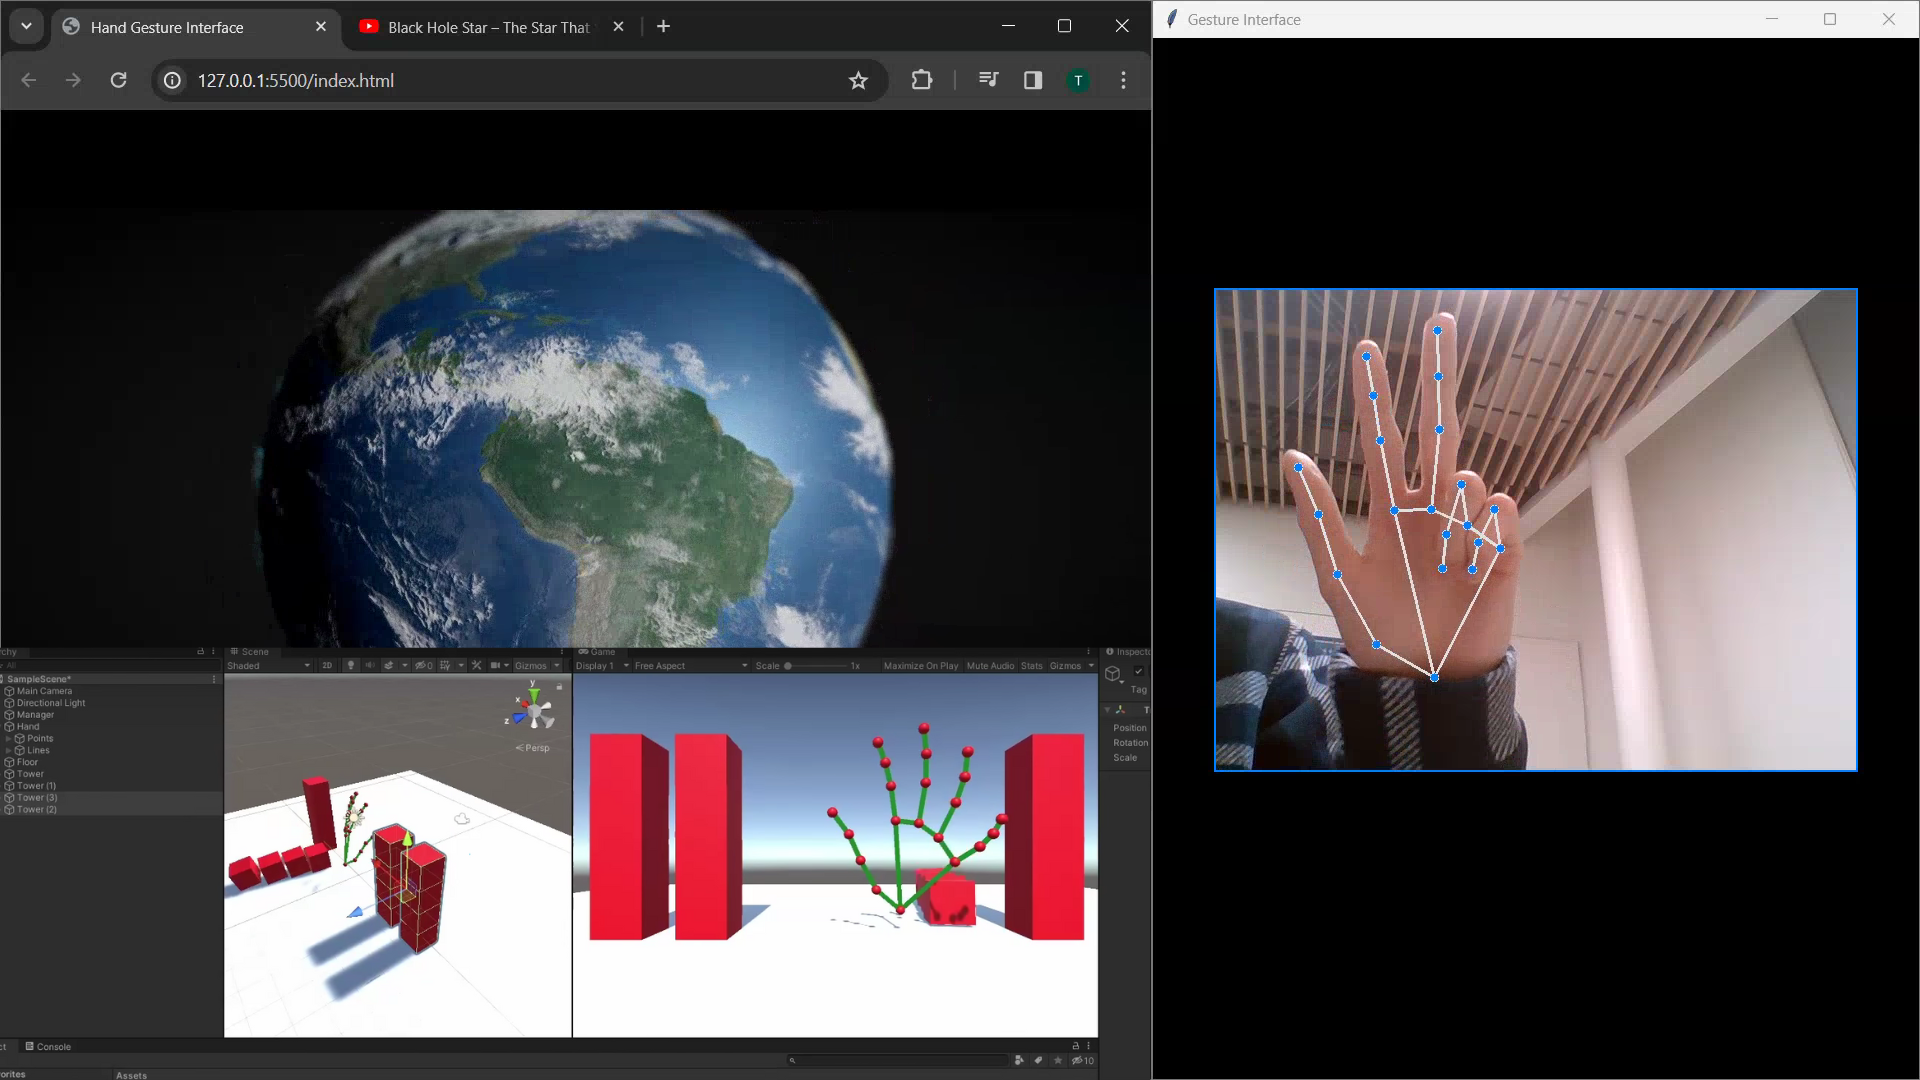 Hand Gesture Interface
Black Hole Star – The Star That
Gesture Interface
127.0.0.1:5500/index.html
T
Scene
Game
Shaded
2D
0
Gizmos
Display 1
Free Aspect
Scale
1x
Maximize On Play
Mute Audio
Stats
Gizmos
All
SampleScene*
Main Camera
Directional Light
Manager
Hand
Points
Lines
Floor
Tower
Tower (1)
Tower (3)
Tower (2)
y
x
z
Persp
Tag
Position
Rotation
Scale
Console
10
Assets